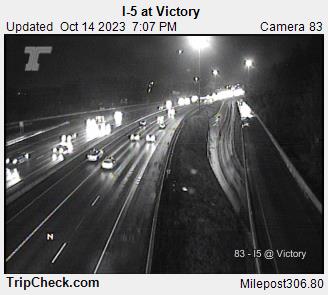 I-5 at Victory
Updated Oct 14 2023 7:07 PM Camera 83
T
N
83 - I5 @ Victory
TripCheck.com Milepost306.80